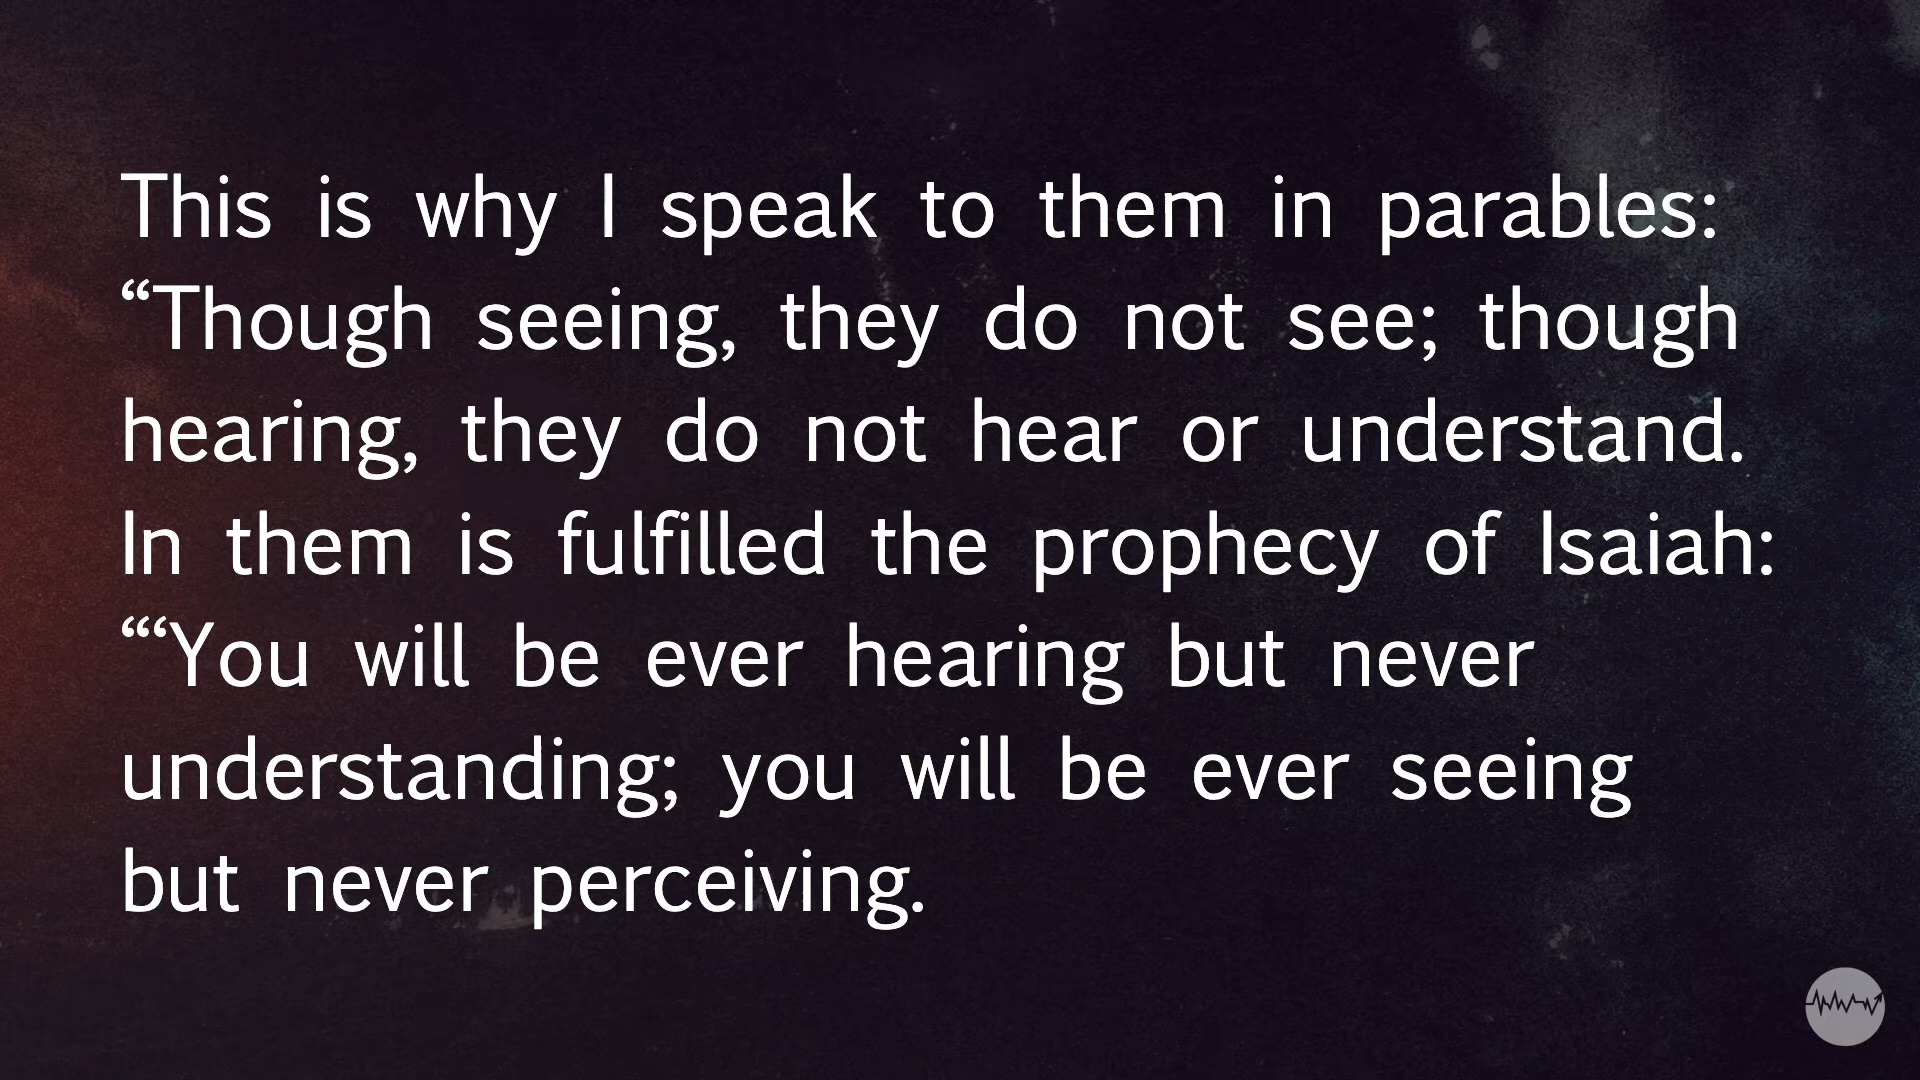 This is why I speak to them in parables:
“Though seeing, they do not see; though
hearing, they do not hear or understand.
In them is fulfilled the prophecy of Isaiah:
“‘You will be ever hearing but never
understanding; you will be ever seeing
but never perceiving.